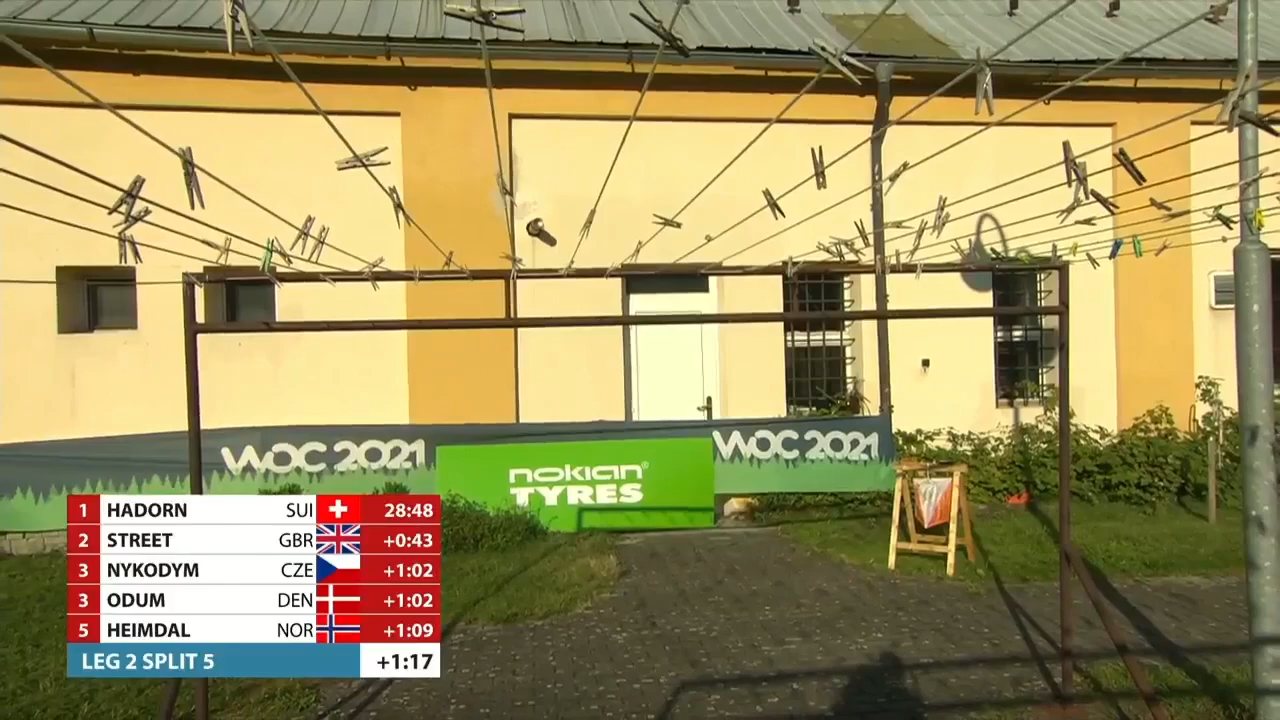 WOC 2021
WOC 2021
nokian®
TYRES
1 HADORN SUI 28:48
2 STREET GBR +0:43
3 NYKODYM CZE +1:02
3 ODUM DEN +1:02
5 HEIMDAL NOR +1:09
LEG 2 SPLIT 5 +1:17